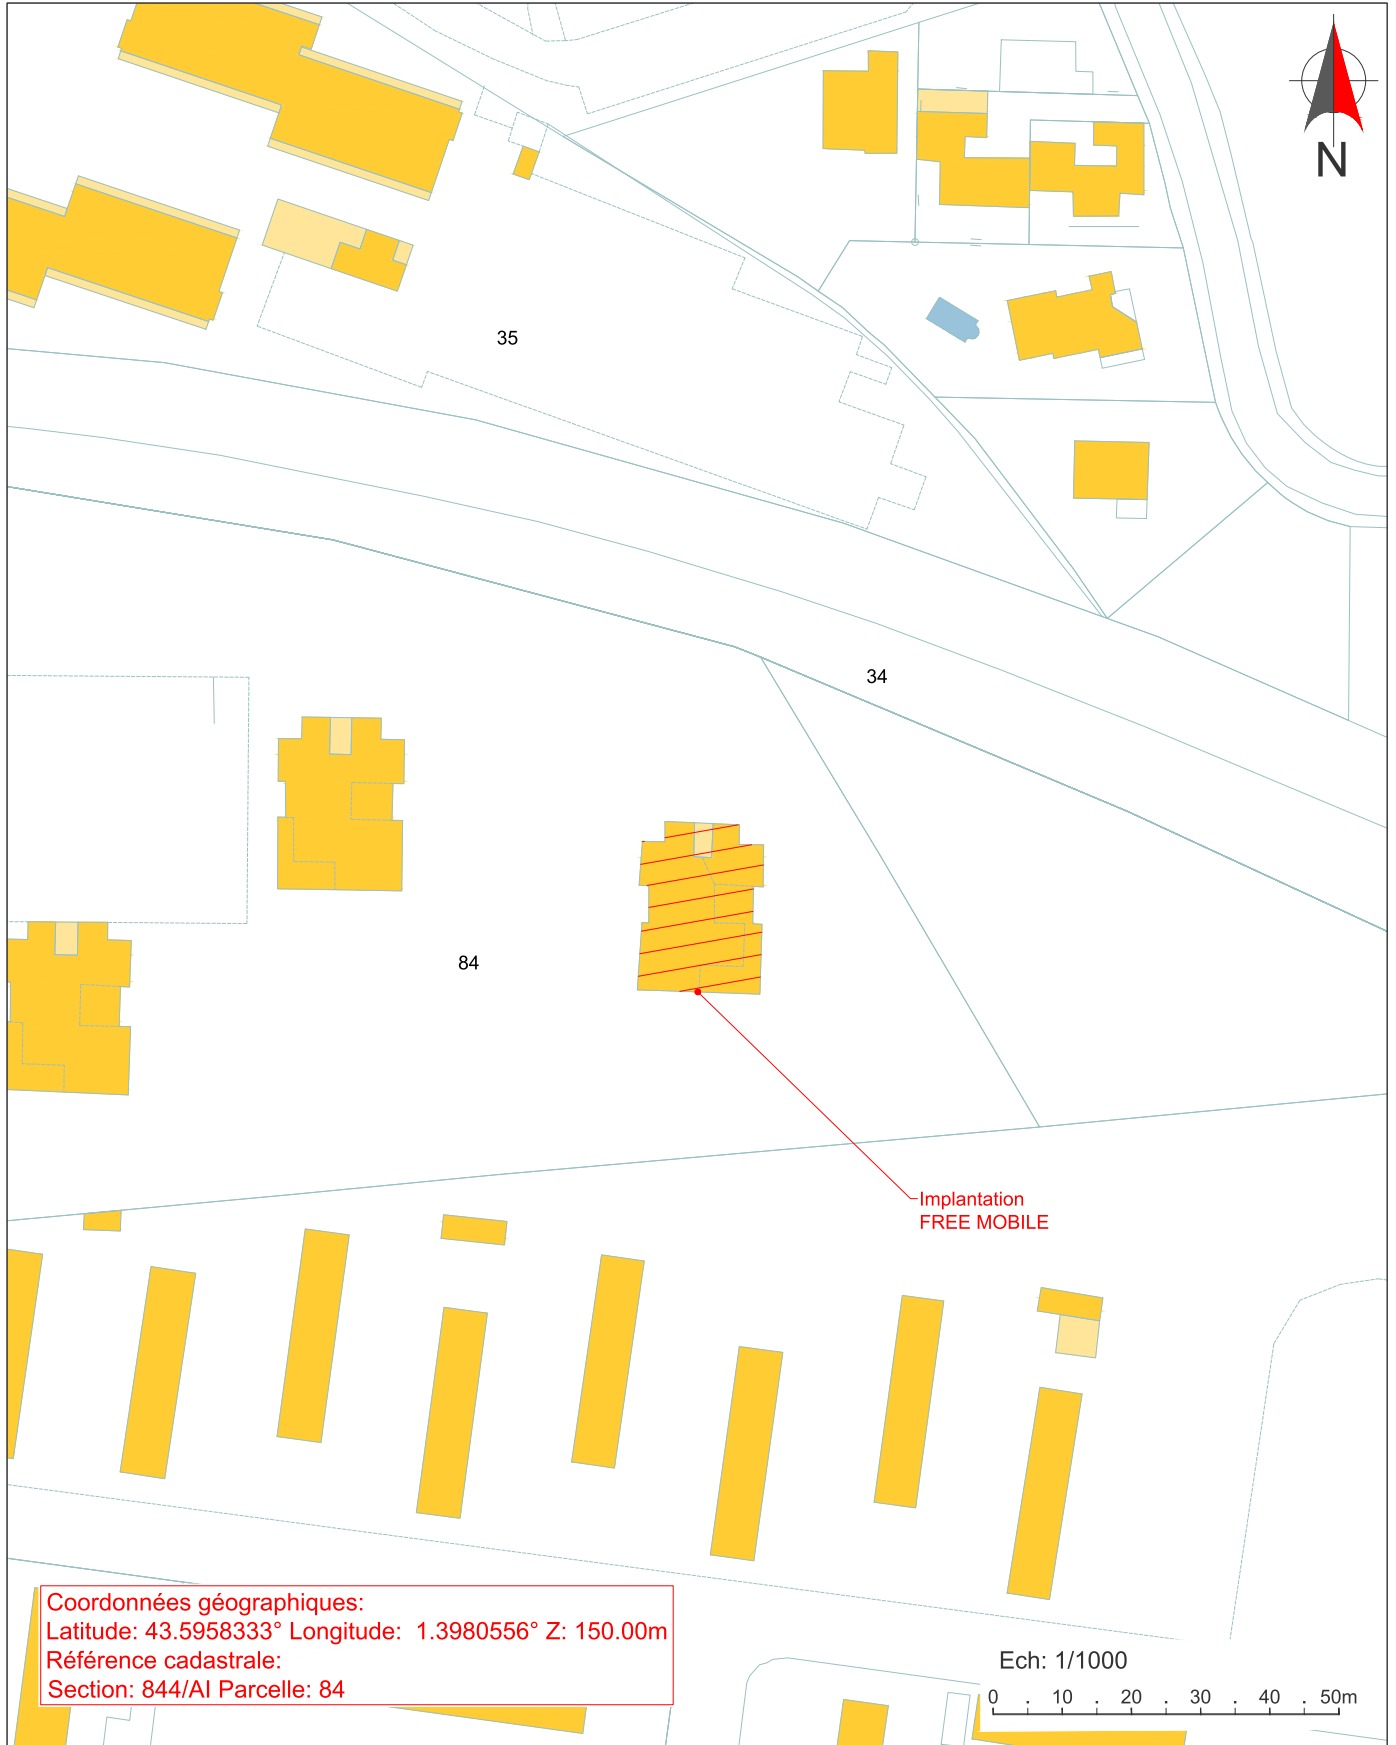 N
35
34
84
Implantation
FREE MOBILE
Coordonnées géographiques:
Latitude: 43.5958333° Longitude: 1.3980556° Z: 150.00m
Référence cadastrale:
Section: 844/AI Parcelle: 84
Ech: 1/1000
0 . 10 . 20 . 30 . 40 . 50m